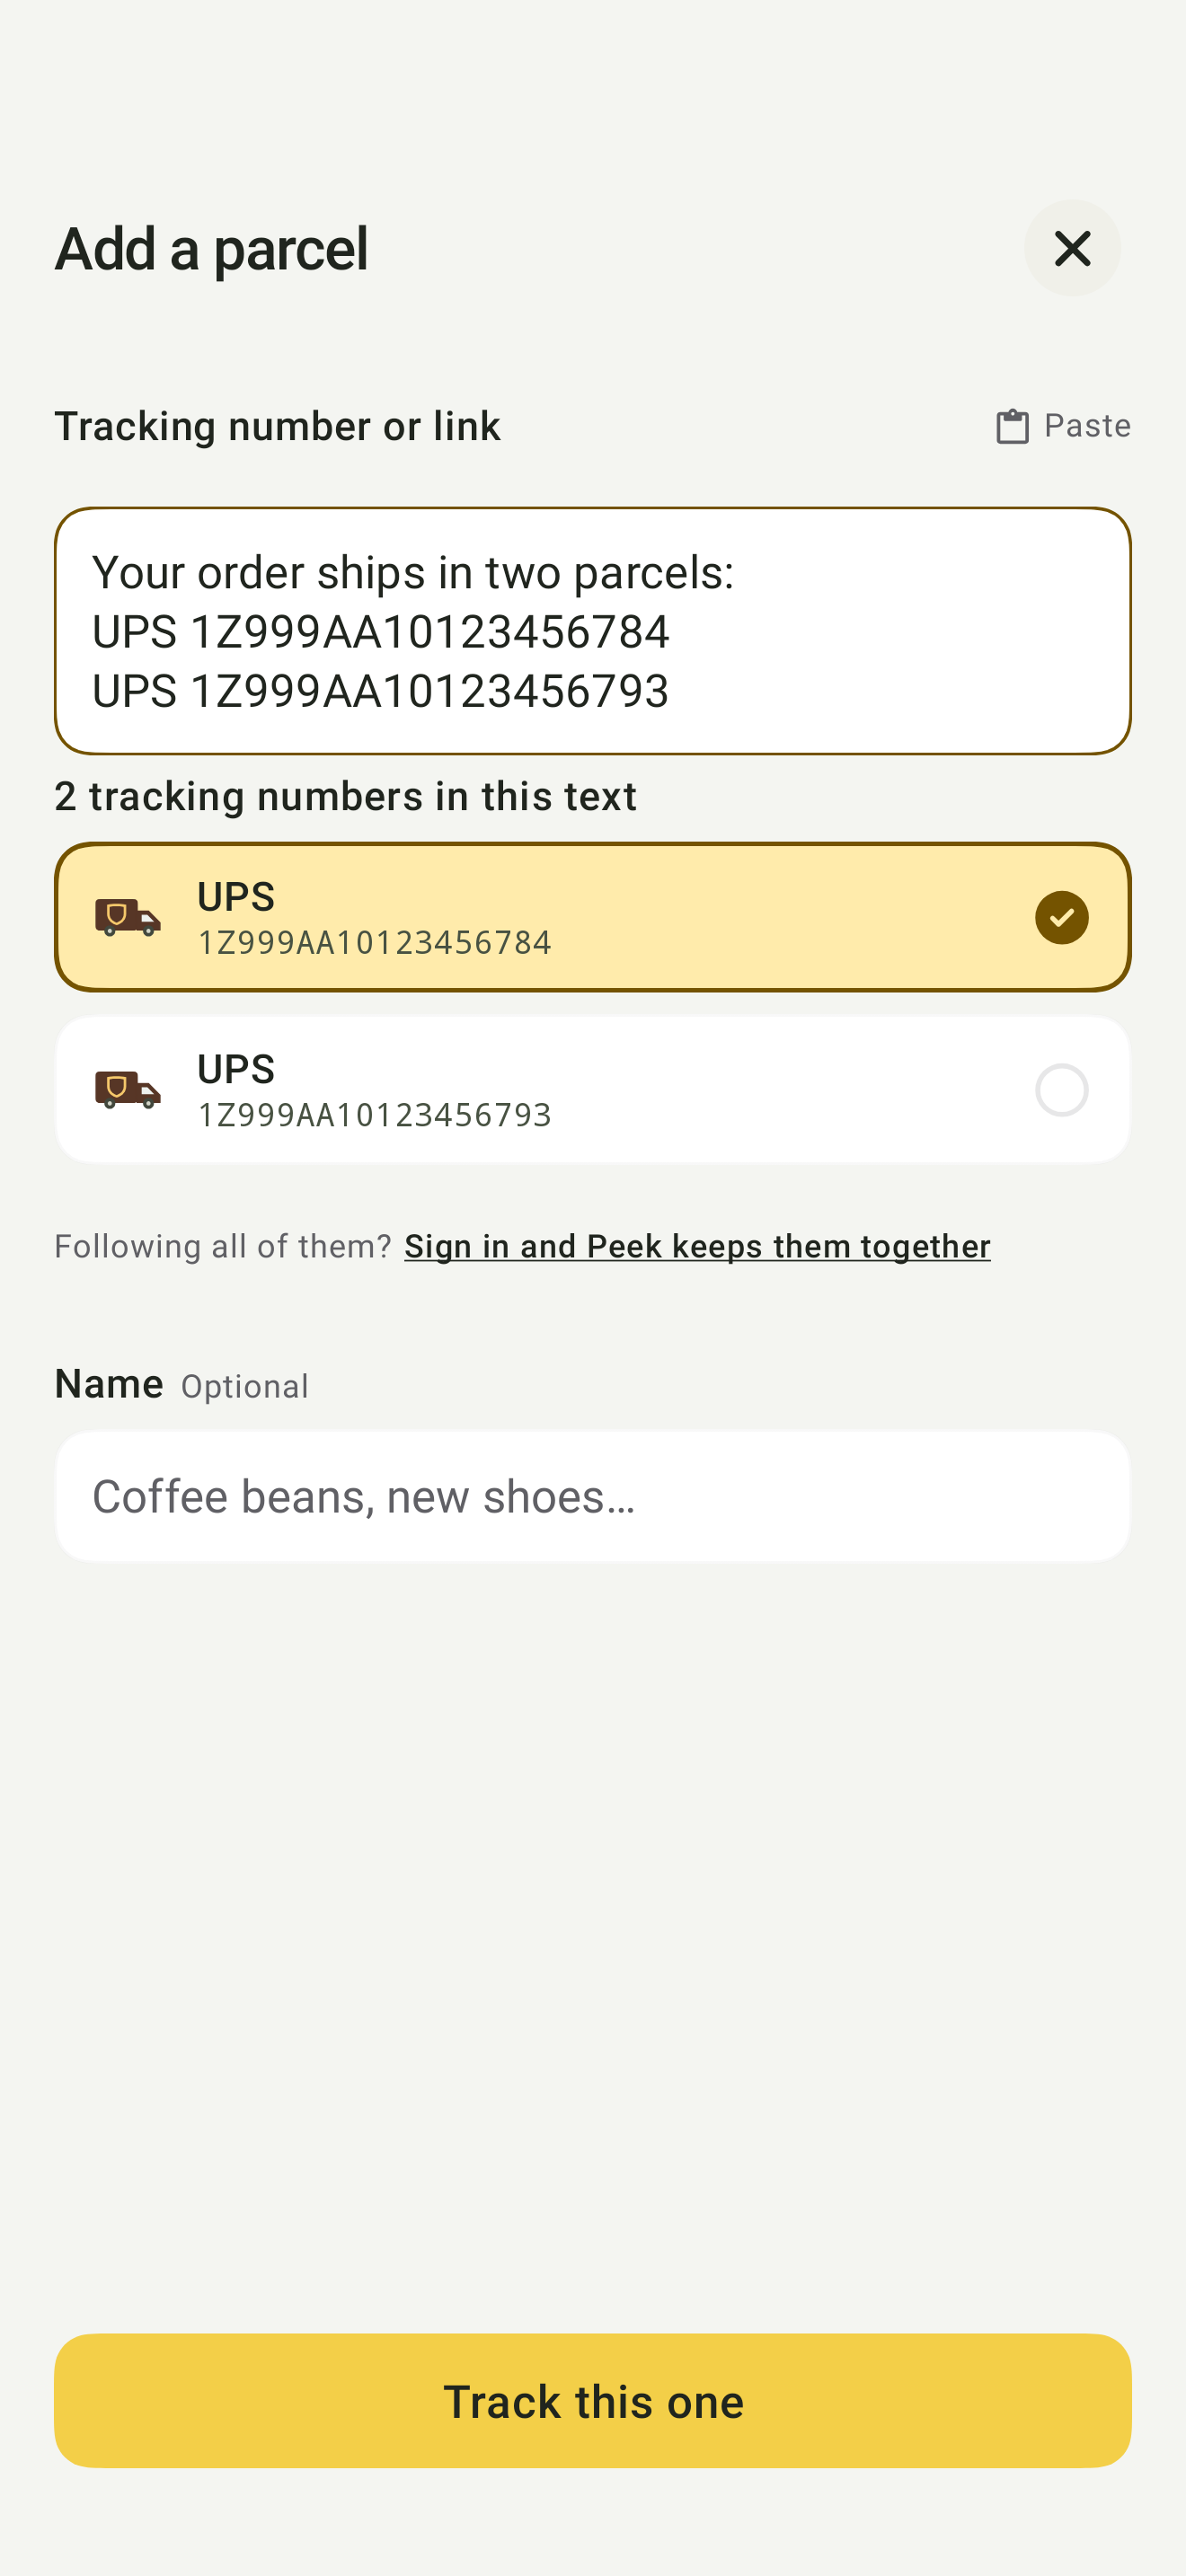 Add a parcel
Tracking number or link
Paste
Your order ships in two parcels:
UPS 1Z999AA10123456784
UPS 1Z999AA10123456793
2 tracking numbers in this text
UPS
1Z999AA10123456784
UPS
1Z999AA10123456793
Following all of them? Sign in and Peek keeps them together
Name Optional
Coffee beans, new shoes…
Track this one